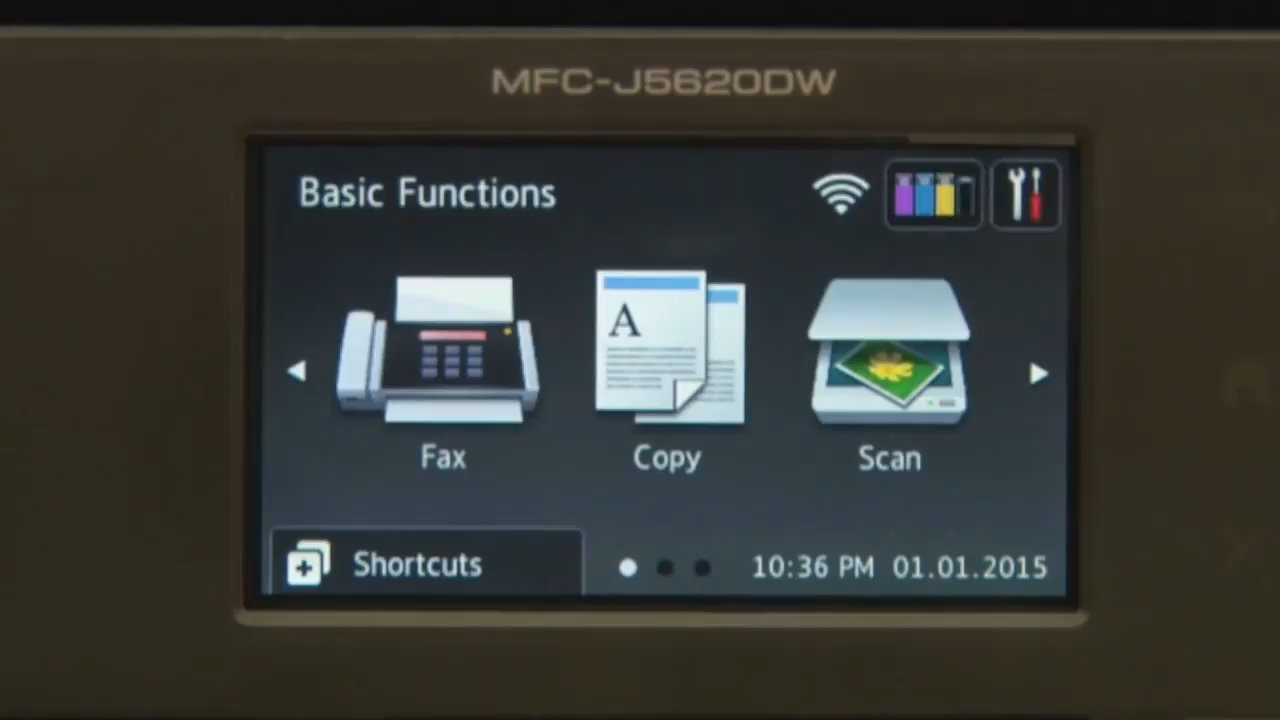 MFC-J5620DW
Basic Functions
A
Fax
Copy
Scan
Shortcuts
10:36 PM 01.01.2015